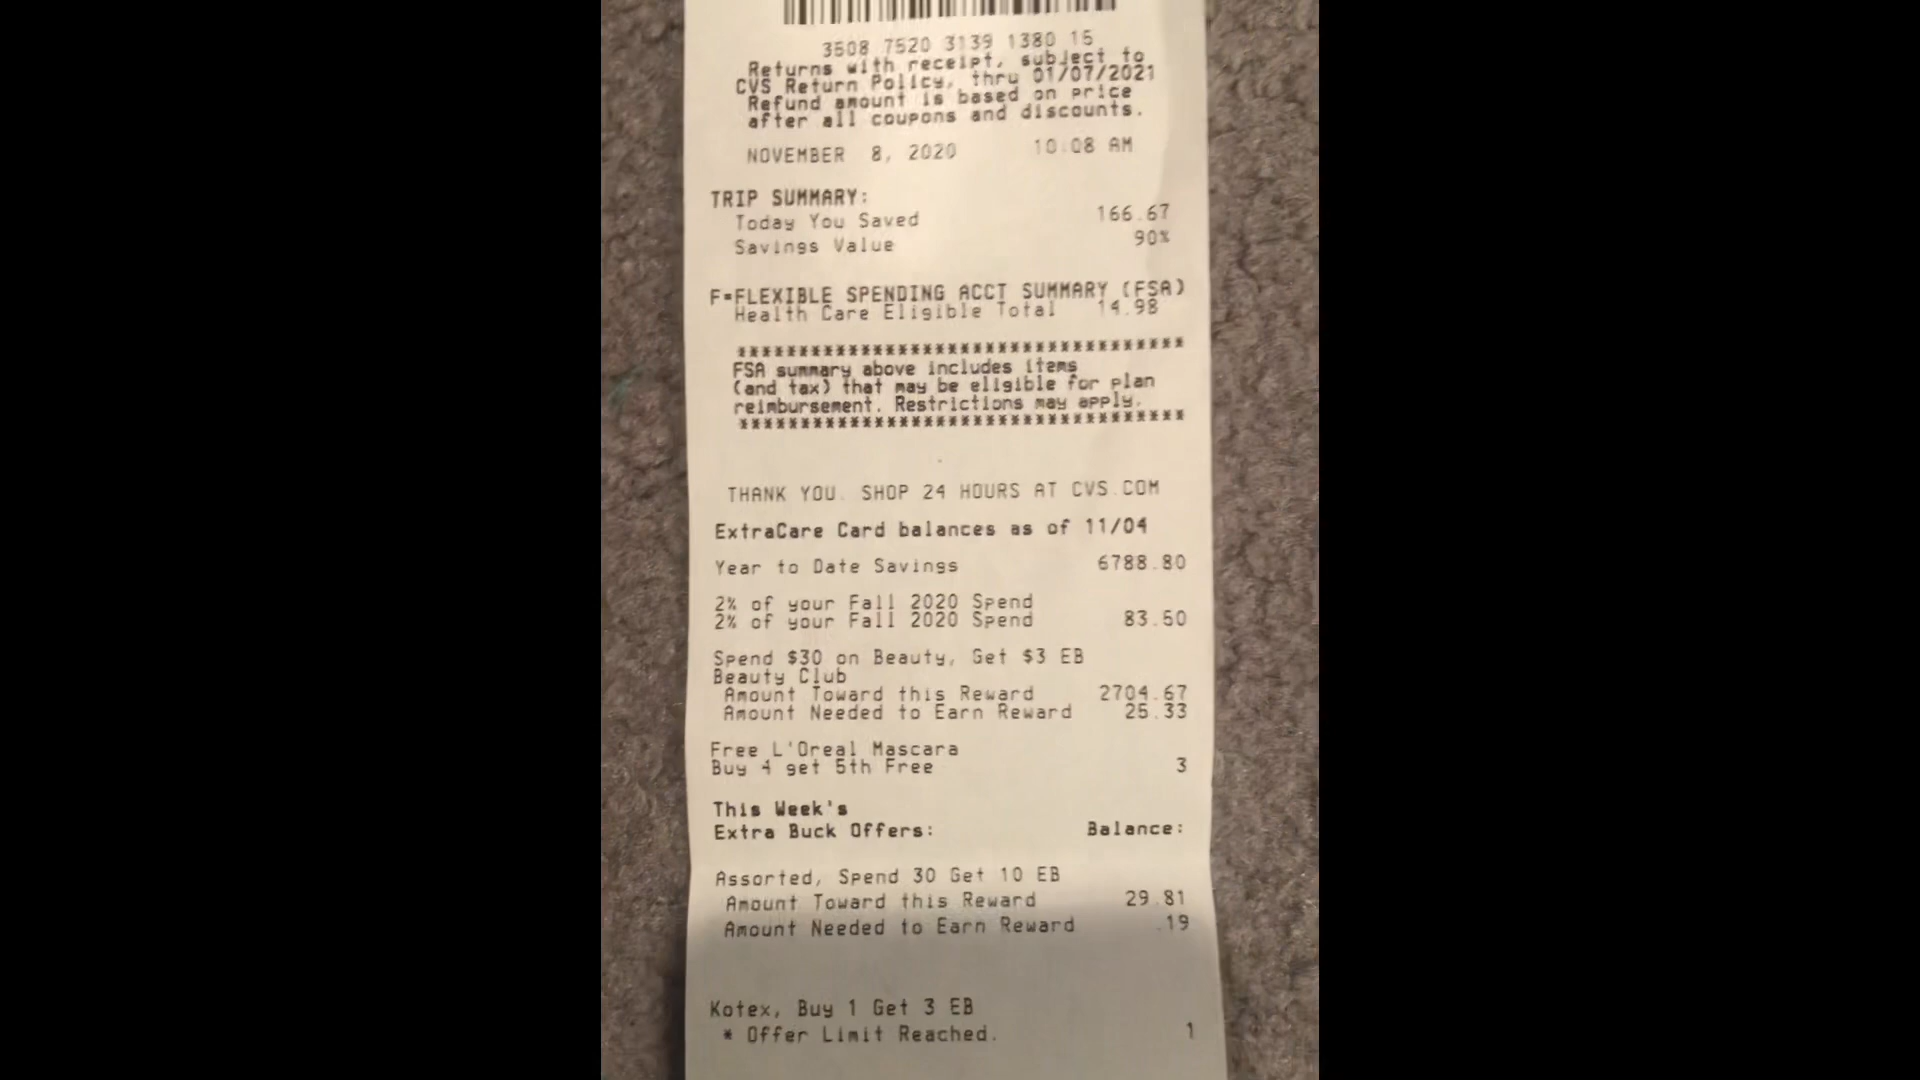 3508 7520 3139 1380 15
Returns with receipt, subject to
CVS Return Policy, thru 01/07/2021
Refund amount is based on price
after all coupons and discounts.
NOVEMBER 8, 2020 10:08 AM
TRIP SUMMARY:
Today You Saved 166.67
Savings Value 90%
F=FLEXIBLE SPENDING ACCT SUMMARY (FSA)
Health Care Eligible Total 14.98
************************************
FSA summary above includes items
(and tax) that may be eligible for plan
reimbursement. Restrictions may apply.
************************************
THANK YOU. SHOP 24 HOURS AT CVS.COM
ExtraCare Card balances as of 11/04
Year to Date Savings 6788.80
2% of your Fall 2020 Spend
2% of your Fall 2020 Spend 83.50
Spend $30 on Beauty, Get $3 EB
Beauty Club
Amount Toward this Reward 2704.67
Amount Needed to Earn Reward 25.33
Free L'Oreal Mascara
Buy 4 get 5th Free 3
This Week's
Extra Buck Offers: Balance:
Assorted, Spend 30 Get 10 EB
Amount Toward this Reward 29.81
Amount Needed to Earn Reward .19
Kotex, Buy 1 Get 3 EB
* Offer Limit Reached. 1